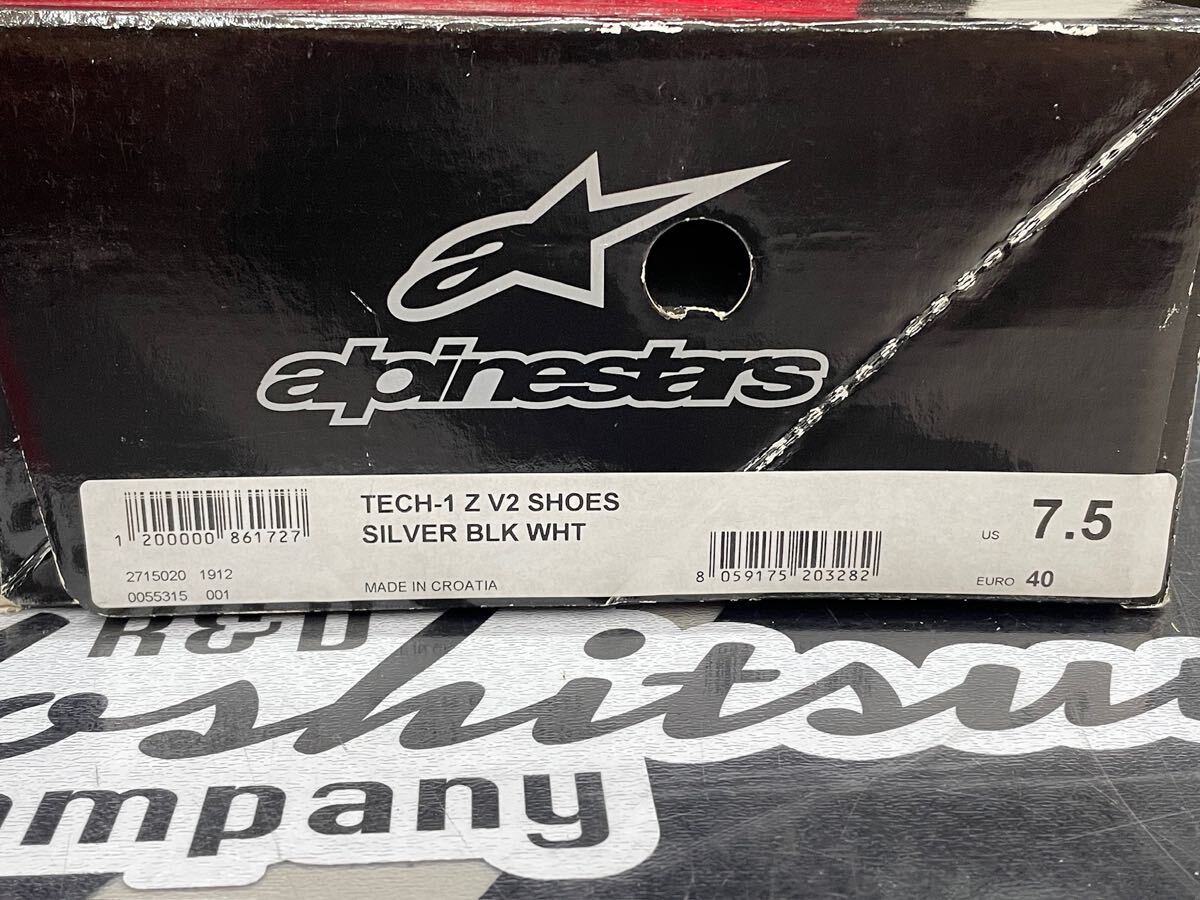 alpinestars
TECH-1 Z V2 SHOES
SILVER BLK WHT
1 200000 861727
2715020 1912
0055315 001
MADE IN CROATIA
8 059175 203282
US 7.5
EURO 40
R&D
Company